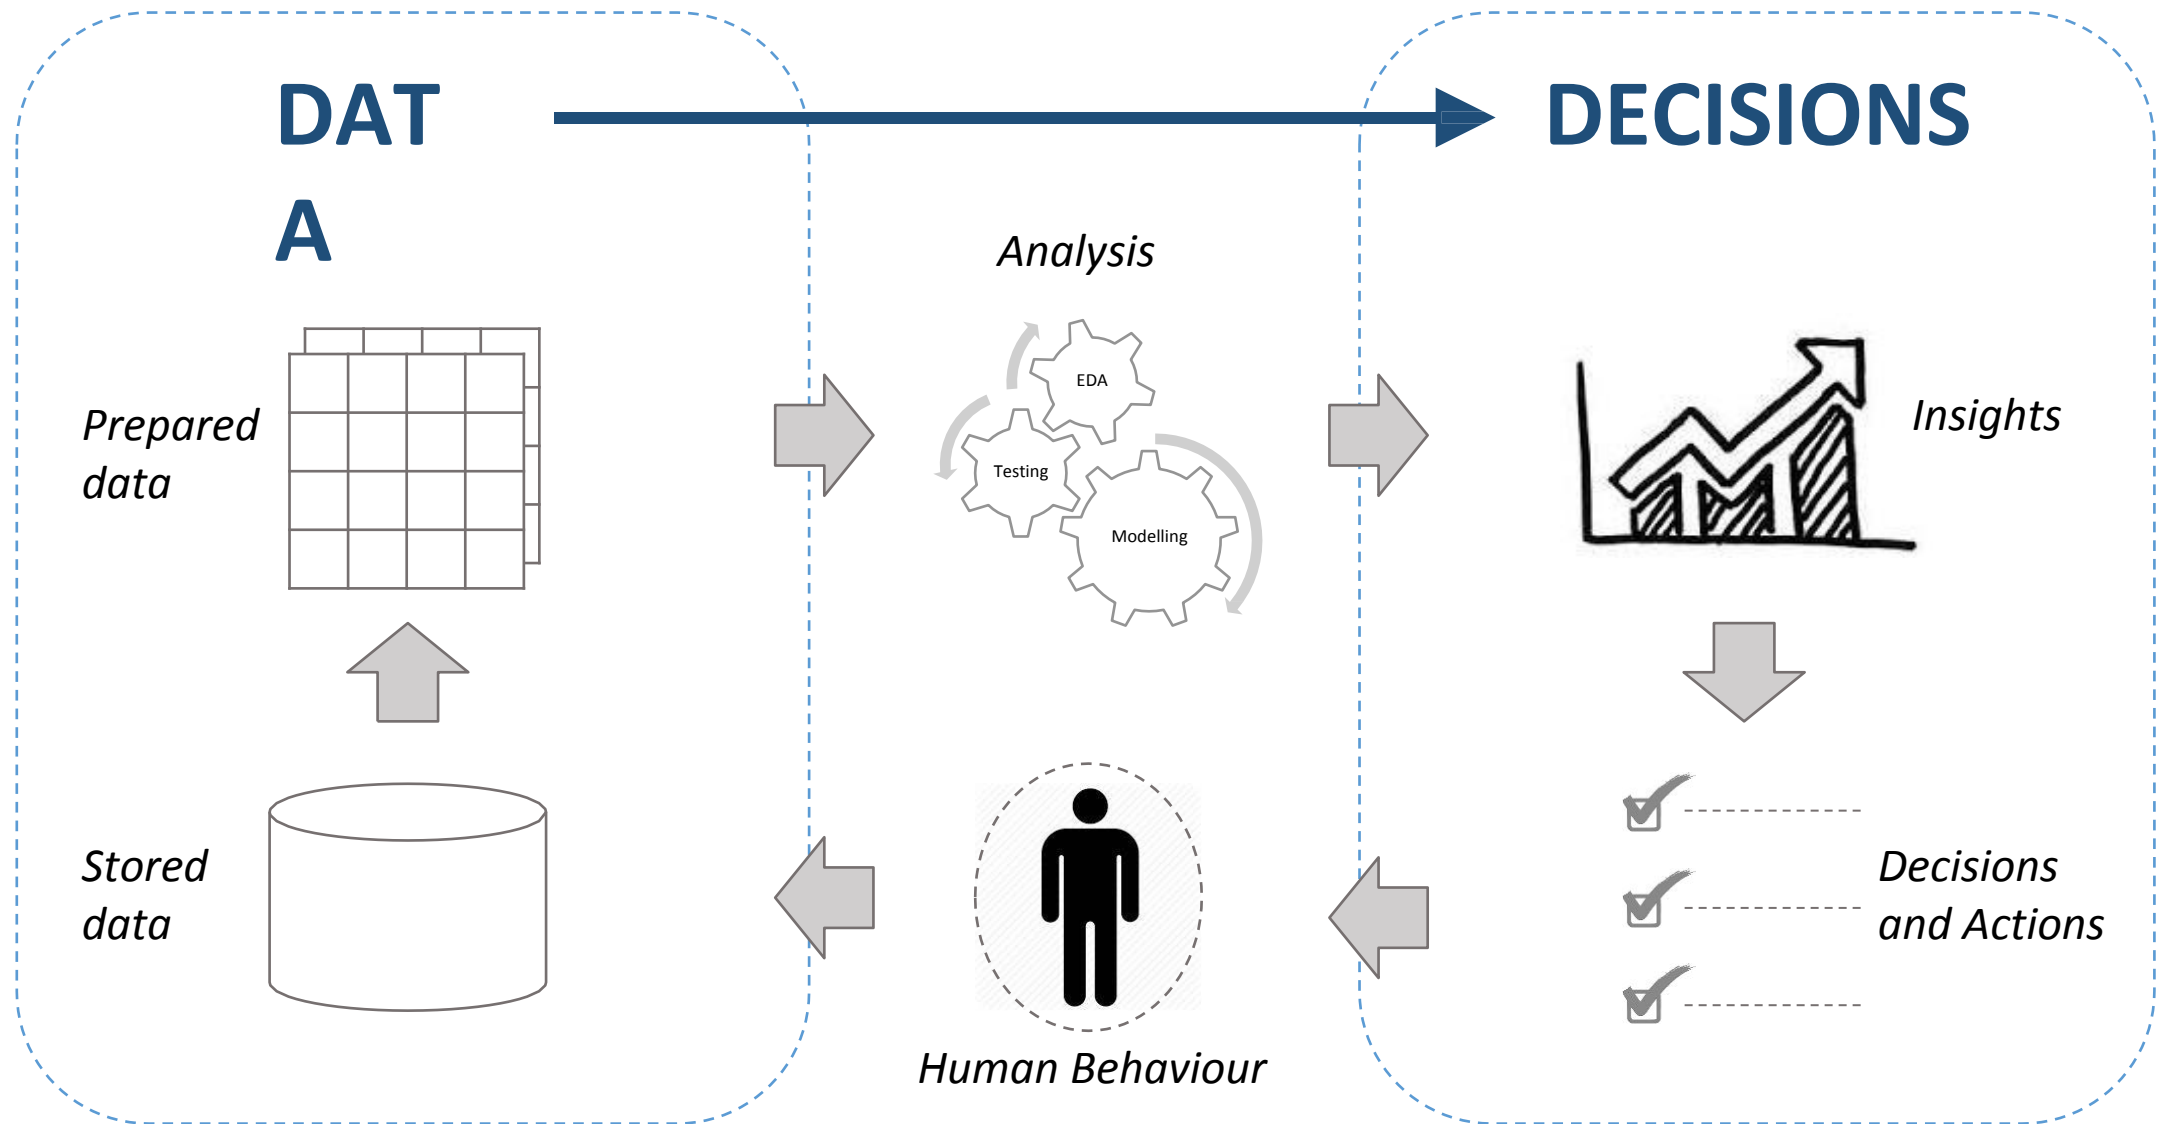 DAT
A
DECISIONS
Analysis
Prepared
data
EDA
Testing
Modelling
Insights
Stored
data
Human Behaviour
Decisions
and Actions